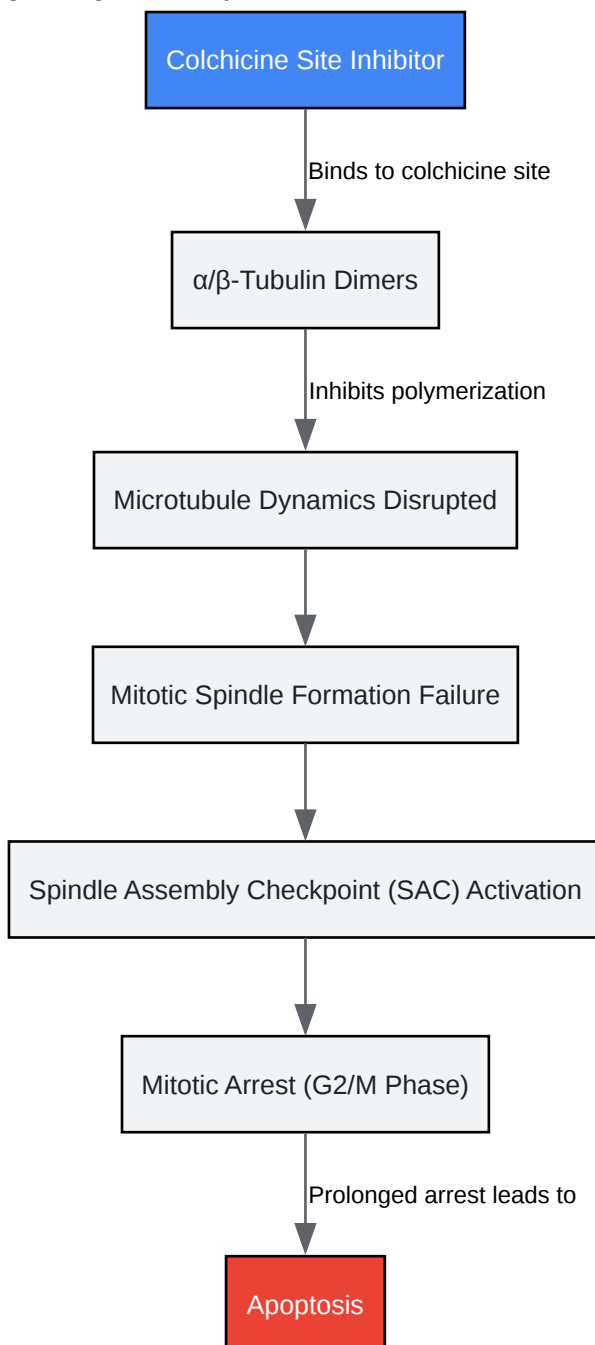 Colchicine Site Inhibitor
Binds to colchicine site
α/β-Tubulin Dimers
Inhibits polymerization
Microtubule Dynamics Disrupted
Mitotic Spindle Formation Failure
Spindle Assembly Checkpoint (SAC) Activation
Mitotic Arrest (G2/M Phase)
Prolonged arrest leads to
Apoptosis